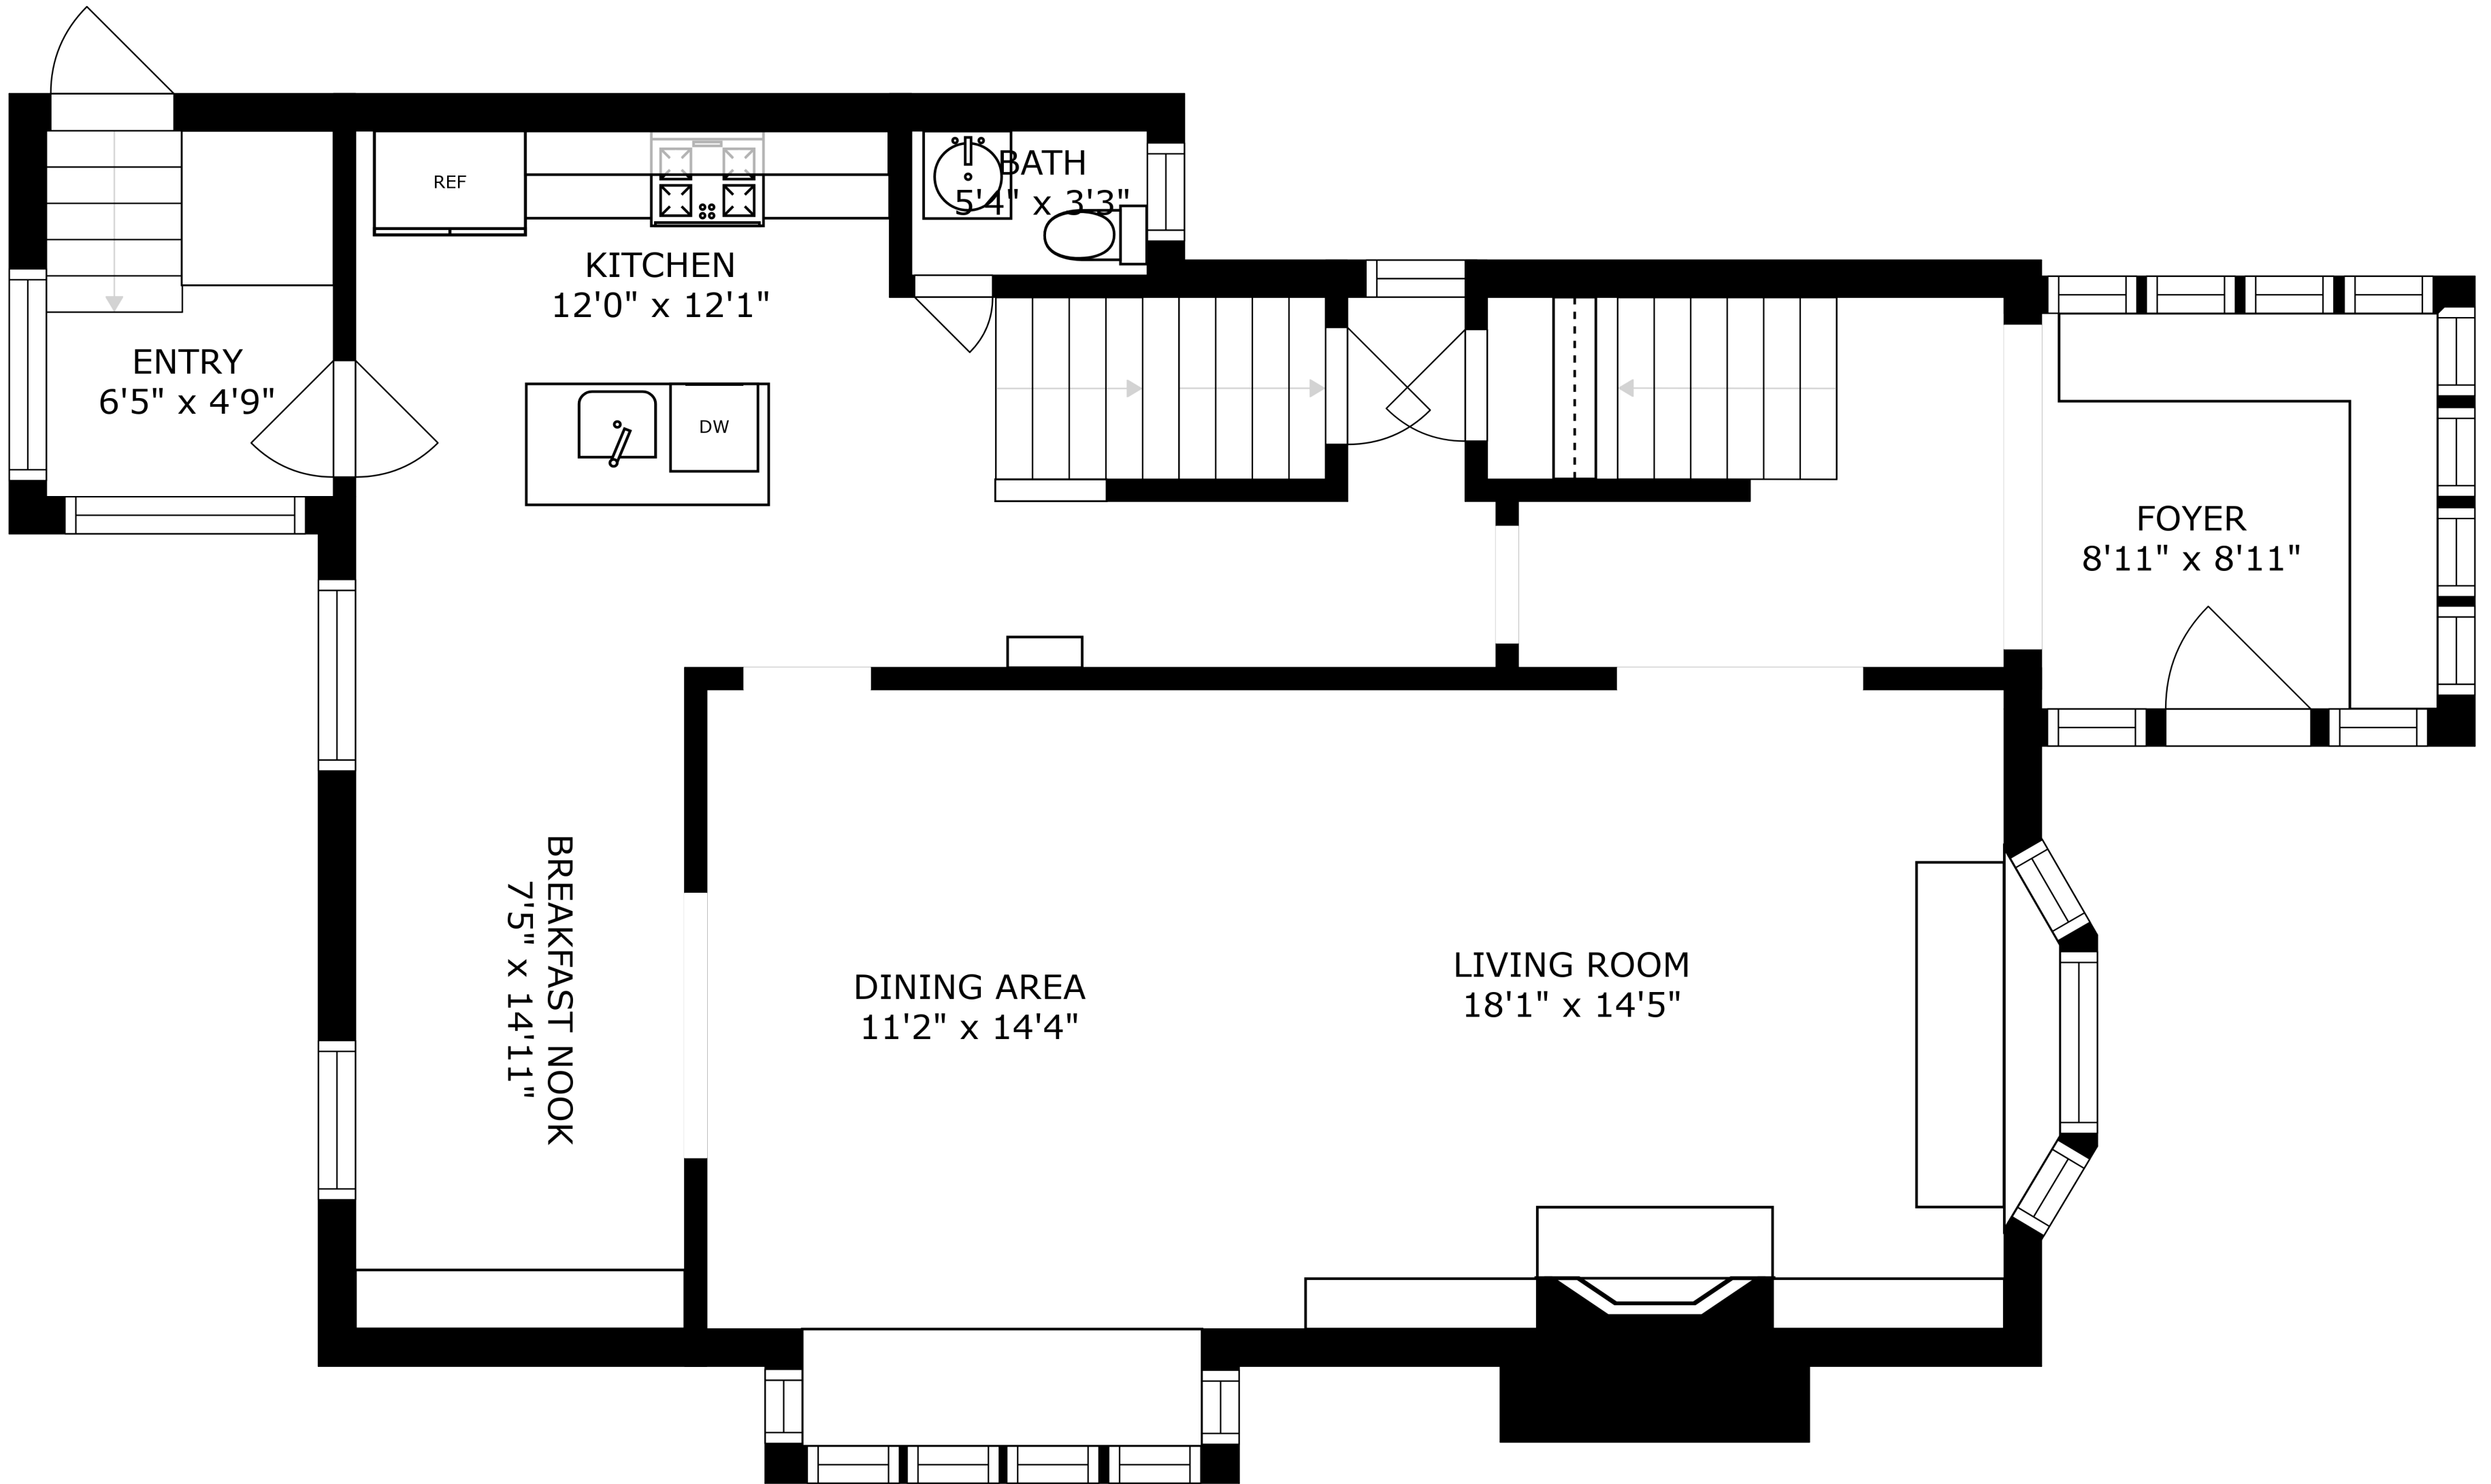 REF
BATH
5'4" x 3'3"
KITCHEN
12'0" x 12'1"
ENTRY
6'5" x 4'9"
DW
FOYER
8'11" x 8'11"
BREAKFAST NOOK
7'5" x 14'11"
DINING AREA
11'2" x 14'4"
LIVING ROOM
18'1" x 14'5"